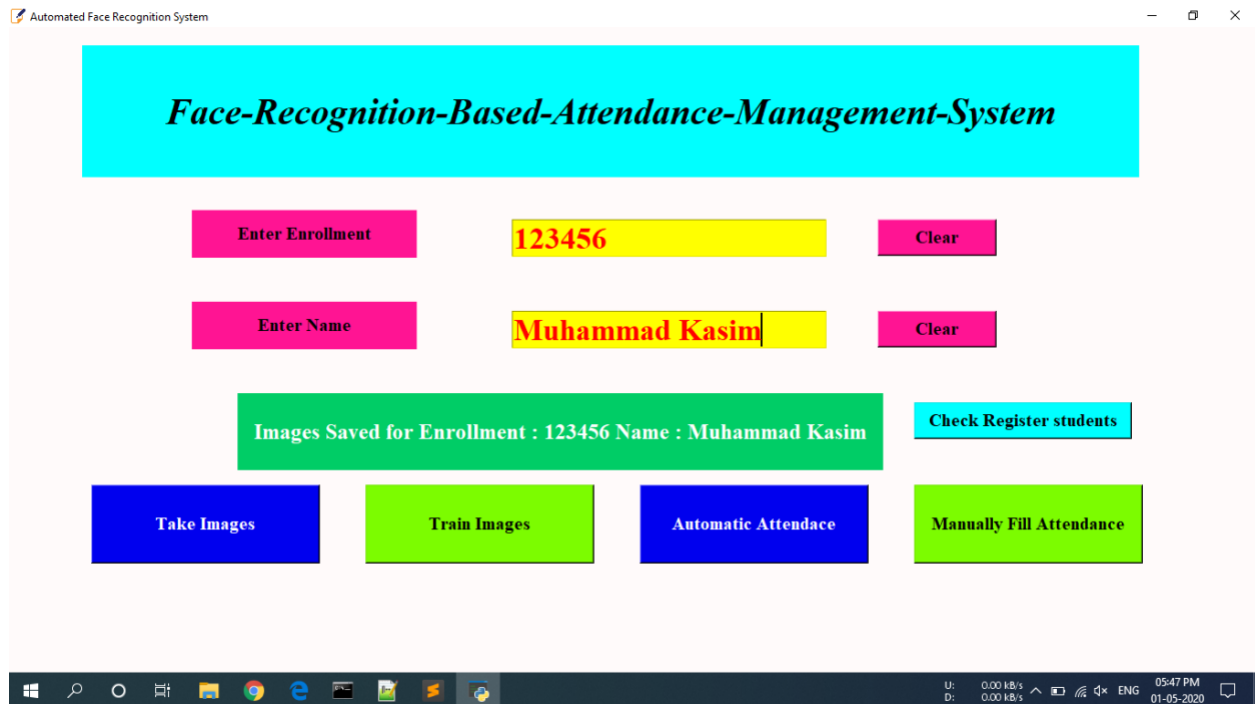 Automated Face Recognition System
Face-Recognition-Based-Attendance-Management-System
Enter Enrollment
123456
Clear
Enter Name
Muhammad Kasim
Clear
Images Saved for Enrollment : 123456 Name : Muhammad Kasim
Check Register students
Take Images
Train Images
Automatic Attendace
Manually Fill Attendance
U: 0.00 kB/s
D: 0.00 kB/s
ENG
05:47 PM
01-05-2020